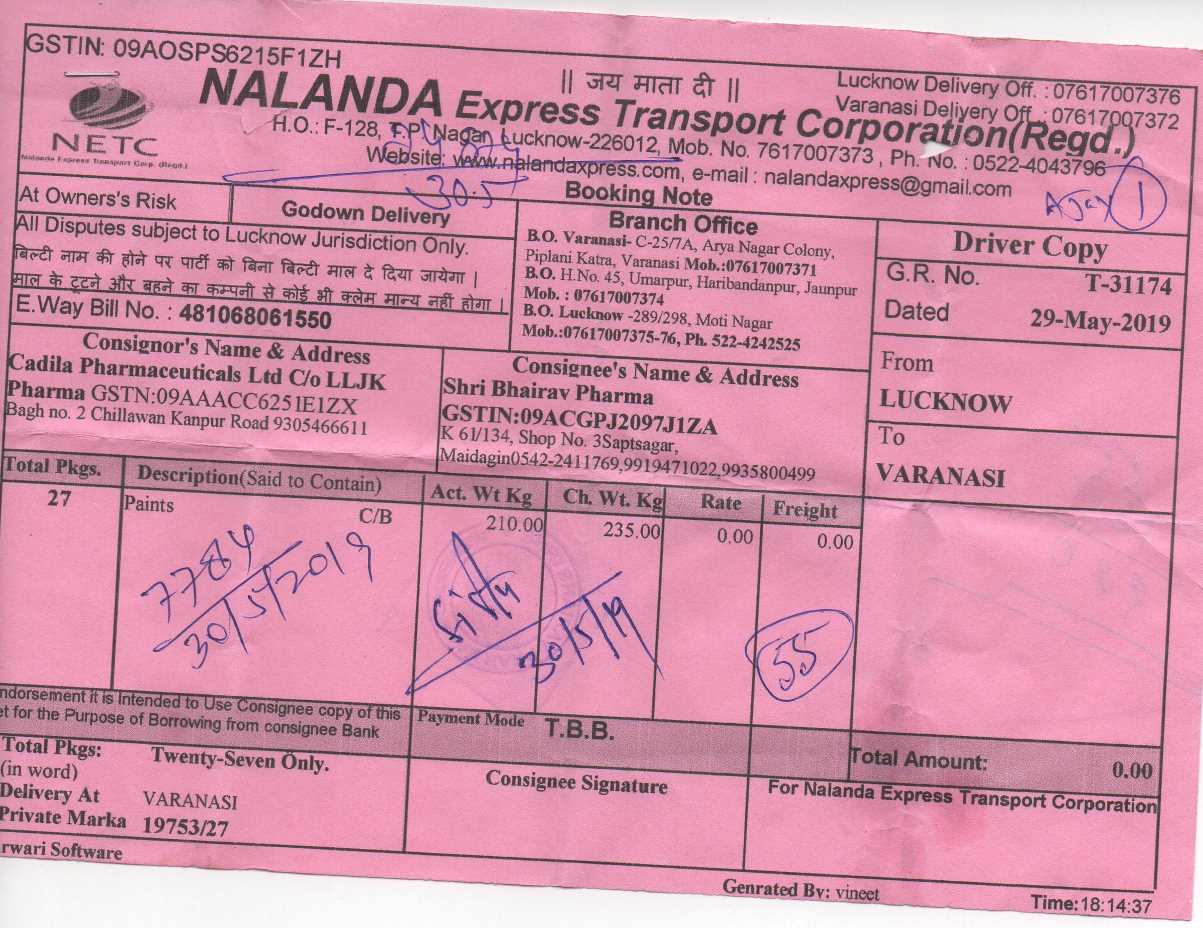 GSTIN: 09AOSPS6215F1ZH
|| जय माता दी ||
Lucknow Delivery Off. : 07617007376
Varanasi Delivery Off. : 07617007372
NETC
Nalanda Express Transport Corp. (Regd.)
NALANDA Express Transport Corporation(Regd.)
H.O.: F-128, T.P. Nagar, Lucknow-226012, Mob. No. 7617007373 , Ph. No. : 0522-4043796
Website: www.nalandaxpress.com, e-mail : nalandaxpress@gmail.com
30.5
Ajay 1
Booking Note
At Owners's Risk
Godown Delivery
All Disputes subject to Lucknow Jurisdiction Only.
बिल्टी नाम की होने पर पार्टी को बिना बिल्टी माल दे दिया जायेगा |
माल के टूटने और बहने का कम्पनी से कोई भी क्लेम मान्य नहीं होगा |
E.Way Bill No. : 481068061550
Branch Office
B.O. Varanasi- C-25/7A, Arya Nagar Colony,
Piplani Katra, Varanasi Mob.:07617007371
B.O. H.No. 45, Umarpur, Haribandanpur, Jaunpur
Mob. : 07617007374
B.O. Lucknow -289/298, Moti Nagar
Mob.:07617007375-76, Ph. 522-4242525
Driver Copy
G.R. No. T-31174
Dated 29-May-2019
Consignor's Name & Address
Cadila Pharmaceuticals Ltd C/o LLJK
Pharma GSTN:09AAACC6251E1ZX
Bagh no. 2 Chillawan Kanpur Road 9305466611
Consignee's Name & Address
Shri Bhairav Pharma
GSTIN:09ACGPJ2097J1ZA
K 61/134, Shop No. 3Saptsagar,
Maidagin0542-2411769,9919471022,9935800499
From
LUCKNOW
To
VARANASI
Total Pkgs. Description(Said to Contain) Act. Wt Kg Ch. Wt. Kg Rate Freight
27 Paints C/B 210.00 235.00 0.00 0.00
7784
30/5/2019
30/5/19
55
ndorsement it is Intended to Use Consignee copy of this
et for the Purpose of Borrowing from consignee Bank
Payment Mode T.B.B.
Total Amount: 0.00
Total Pkgs: Twenty-Seven Only.
(in word)
Delivery At VARANASI
Private Marka 19753/27
Consignee Signature
For Nalanda Express Transport Corporation
rwari Software
Genrated By: vineet
Time:18:14:37